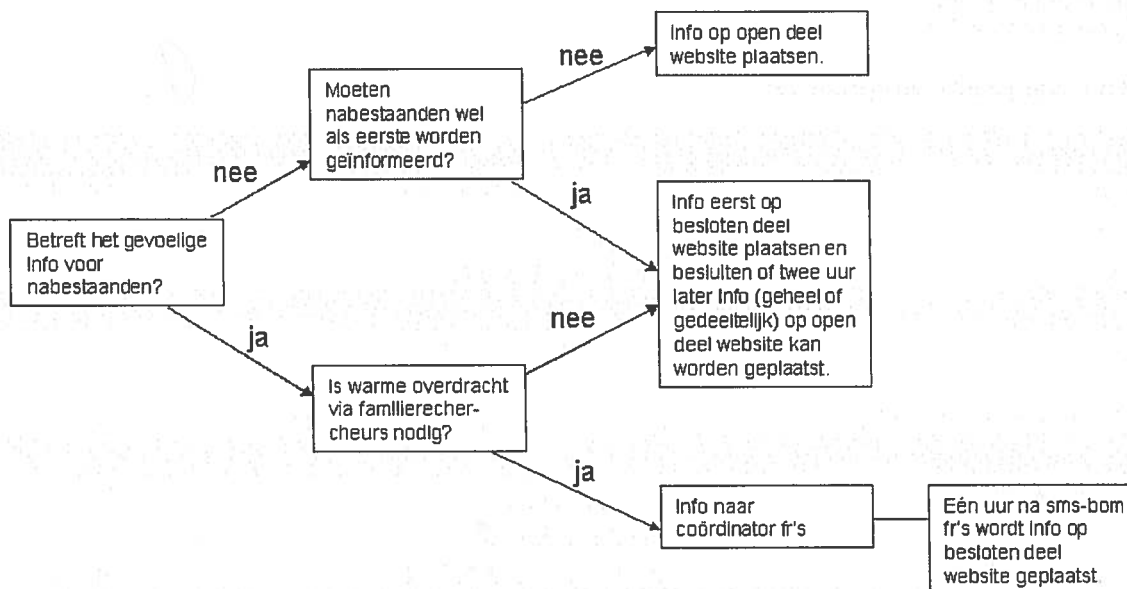 Betreft het gevoelige
Info voor
nabestaanden?
nee
ja
Moeten
nabestaanden wel
als eerste worden
geïnformeerd?
nee
ja
Is warme overdracht
via familierecher-
cheurs nodig?
nee
ja
Info op open deel
website plaatsen.
Info eerst op
besloten deel
website plaatsen en
besluiten of twee uur
later Info (geheel of
gedeeltelijk) op open
deel website kan
worden geplaatst.
Info naar
coördinator fr's
Eén uur na sms-bom
fr's wordt info op
besloten deel
website geplaatst.